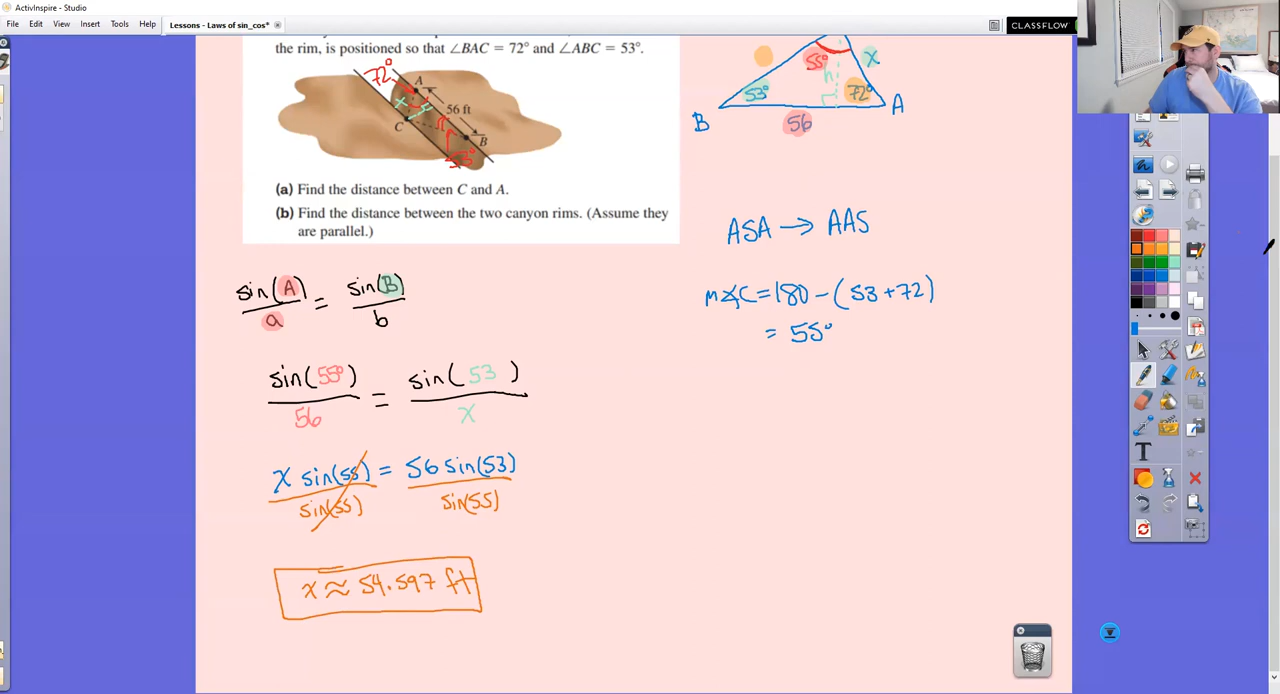 ActivInspire - Studio
File Edit View Insert Tools Help
Lessons - Laws of sin_cos*
CLASSFLOW
the rim, is positioned so that ∠BAC = 72° and ∠ABC = 53°.
72°
A
x
56 ft
C
B
53°
(a) Find the distance between C and A.
(b) Find the distance between the two canyon rims. (Assume they
are parallel.)
55°
x
h
53°
72°
B
A
56
ASA → AAS
m∡C = 180 - (53 + 72)
= 55°
sin(A)/a = sin(B)/b
sin(55°)/56 = sin(53)/x
x sin(55)/sin(55) = 56 sin(53)/sin(55)
x ≈ 54.597 ft